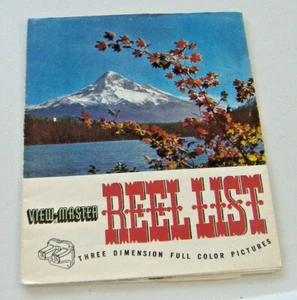 VIEW-MASTER REEL LIST
THREE DIMENSION FULL COLOR PICTURES